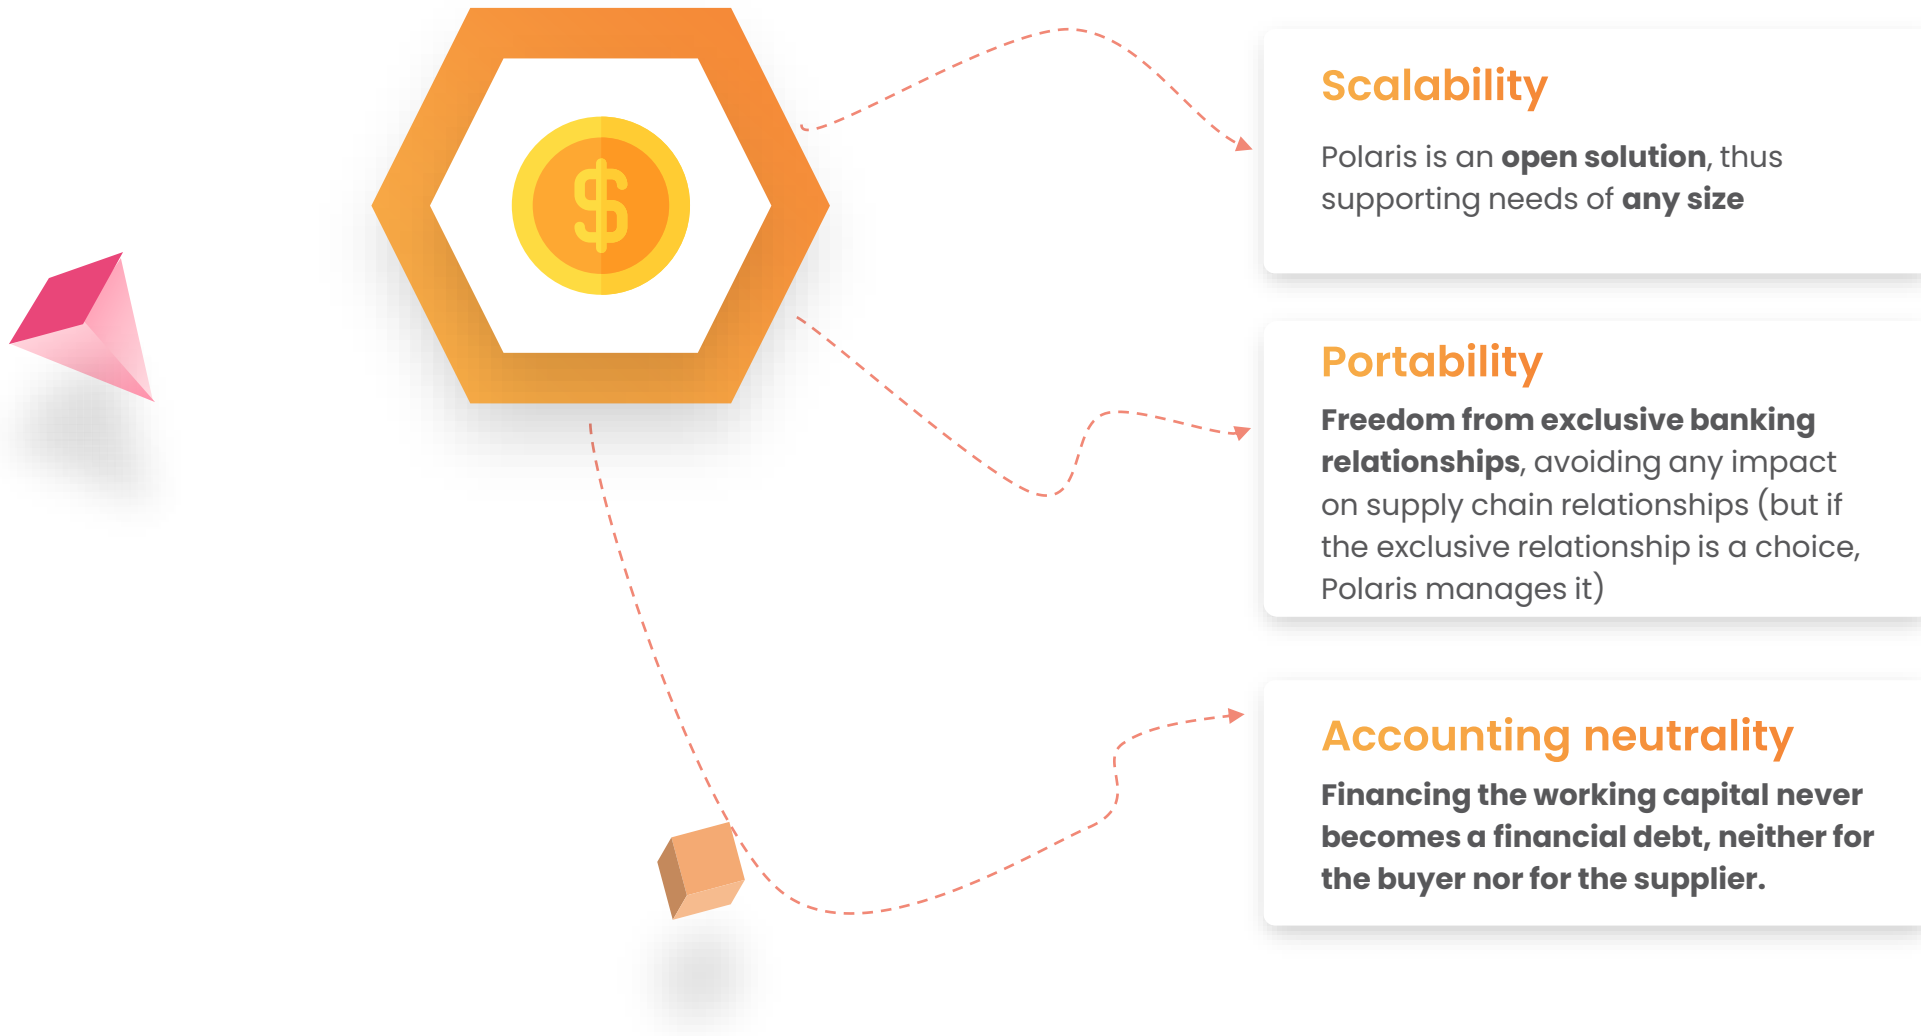 $
Scalability
Polaris is an open solution, thus
supporting needs of any size
Portability
Freedom from exclusive banking
relationships, avoiding any impact
on supply chain relationships (but if
the exclusive relationship is a choice,
Polaris manages it)
Accounting neutrality
Financing the working capital never
becomes a financial debt, neither for
the buyer nor for the supplier.